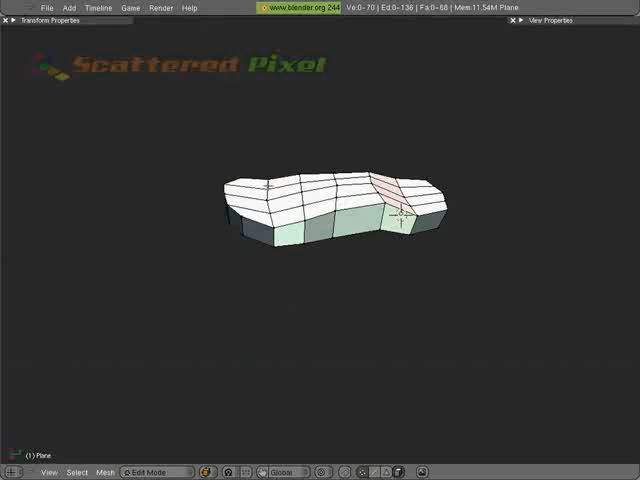 File Add Timeline Game Render Help www.blender.org 244 Ve:0-70 | Ed:0-136 | Fa:0-68 | Mem:11.54M Plane
Transform Properties View Properties
Scattered Pixel
(1) Plane
View Select Mesh Edit Mode Global